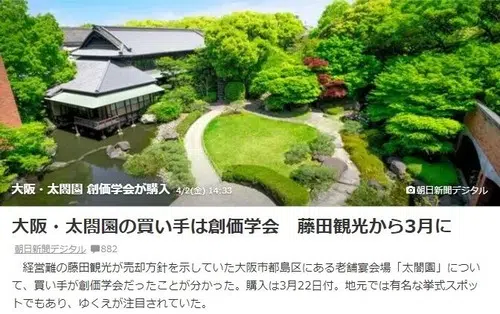 大阪・太閤園 創価学会が購入 4/2(金) 14:33
朝日新聞デジタル
大阪・太閤園の買い手は創価学会　藤田観光から3月に
朝日新聞デジタル 882
経営難の藤田観光が売却方針を示していた大阪市都島区にある老舗宴会場「太閤園」につい
て、買い手が創価学会だったことが分かった。購入は3月22日付。地元では有名な挙式スポッ
トでもあり、ゆくえが注目されていた。